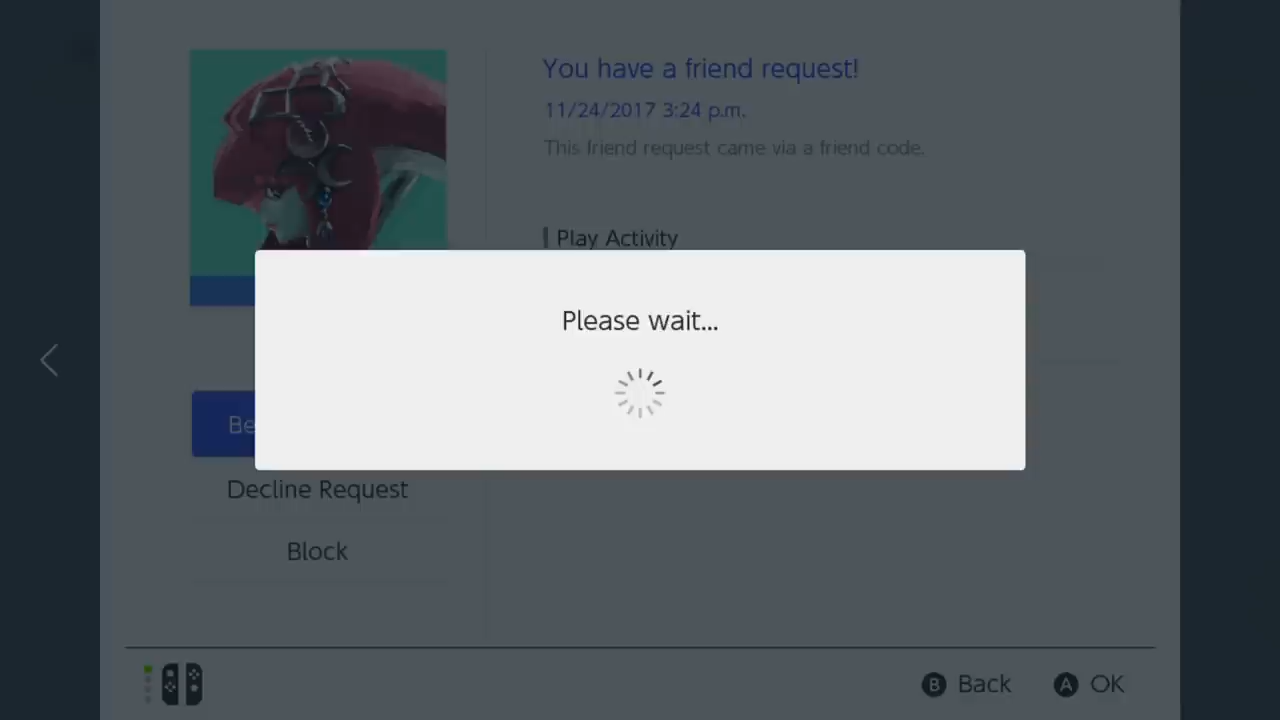 You have a friend request!
11/24/2017 3:24 p.m.
This friend request came via a friend code.
Play Activity
Please wait...
Be
Decline Request
Block
B Back
A OK